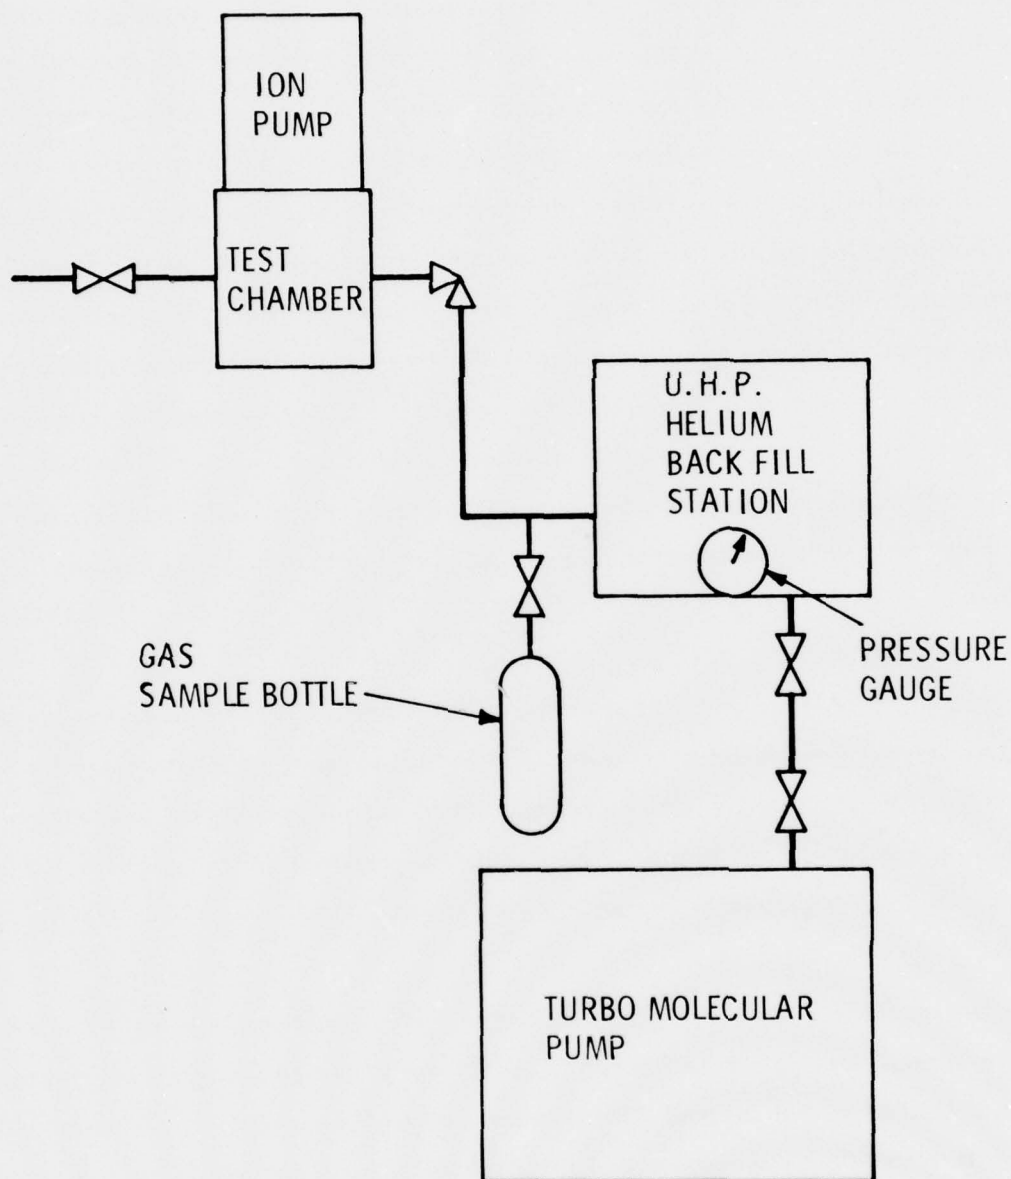 ION
PUMP
TEST
CHAMBER
U. H. P.
HELIUM
BACK FILL
STATION
GAS
SAMPLE BOTTLE
PRESSURE
GAUGE
TURBO MOLECULAR
PUMP